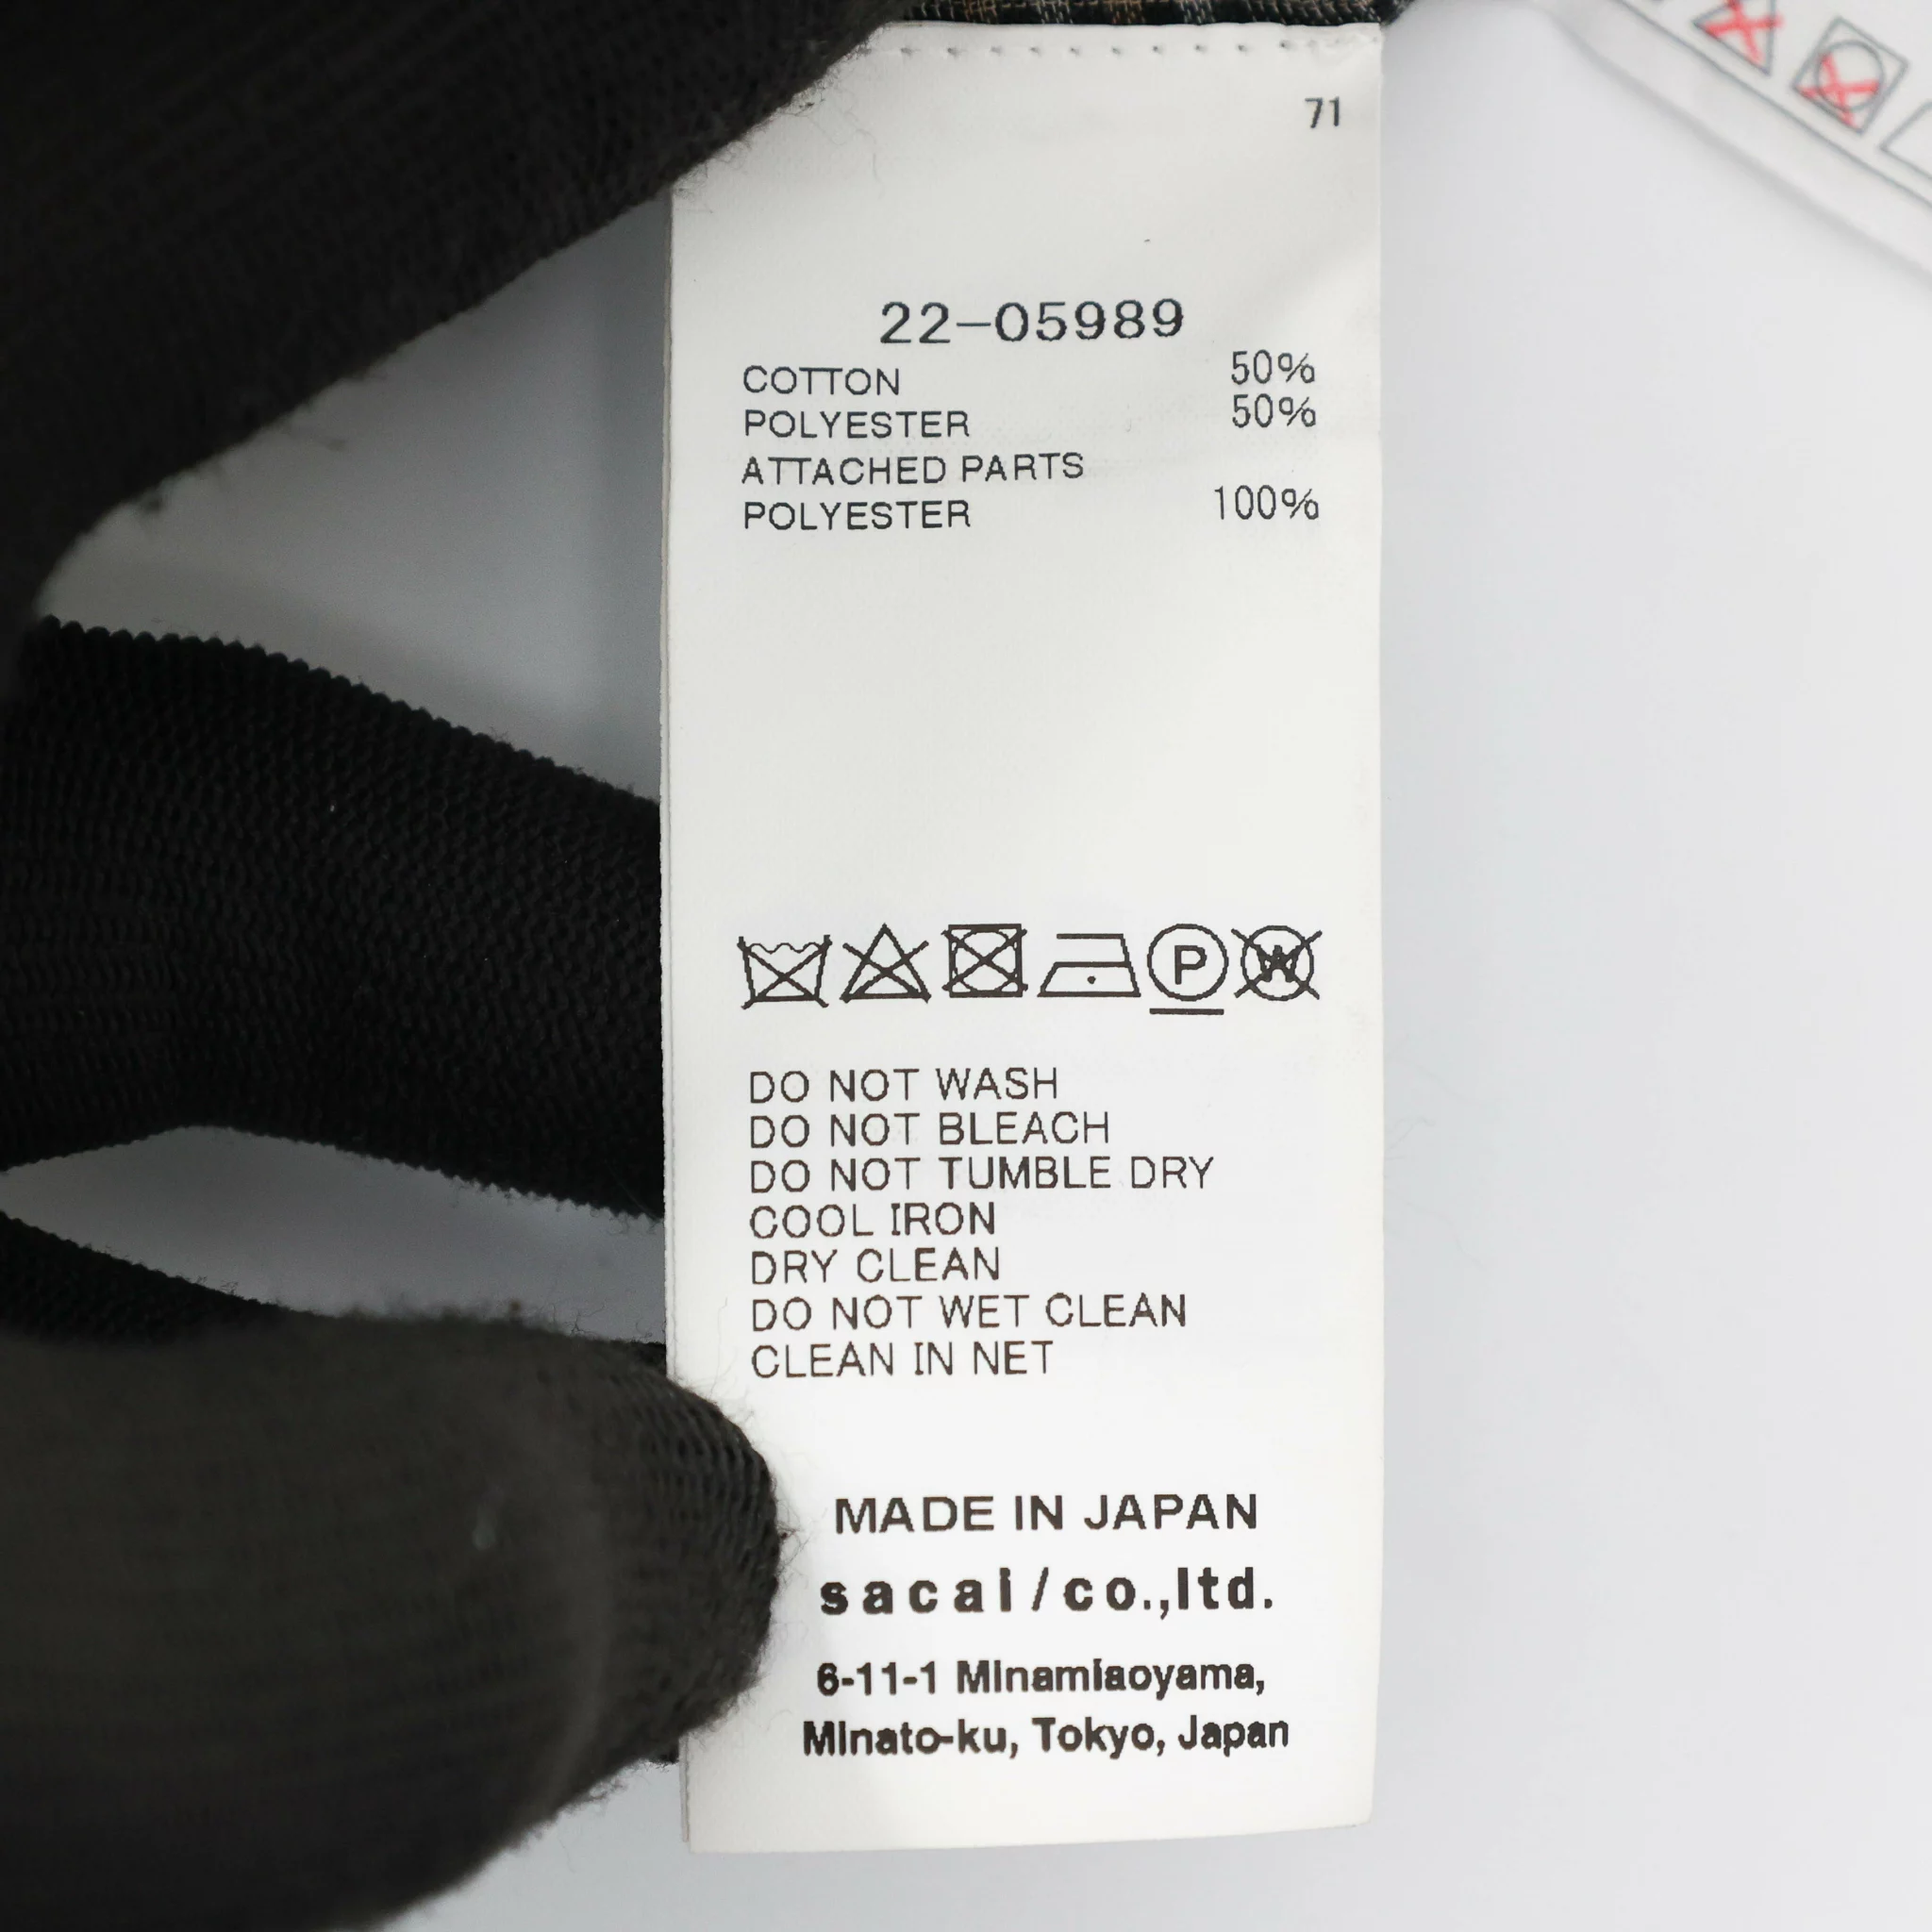 71
22-05989
COTTON 50%
POLYESTER 50%
ATTACHED PARTS
POLYESTER 100%
P W
DO NOT WASH
DO NOT BLEACH
DO NOT TUMBLE DRY
COOL IRON
DRY CLEAN
DO NOT WET CLEAN
CLEAN IN NET
MADE IN JAPAN
sacai/co.,ltd.
6-11-1 Minamiaoyama,
Minato-ku, Tokyo, Japan